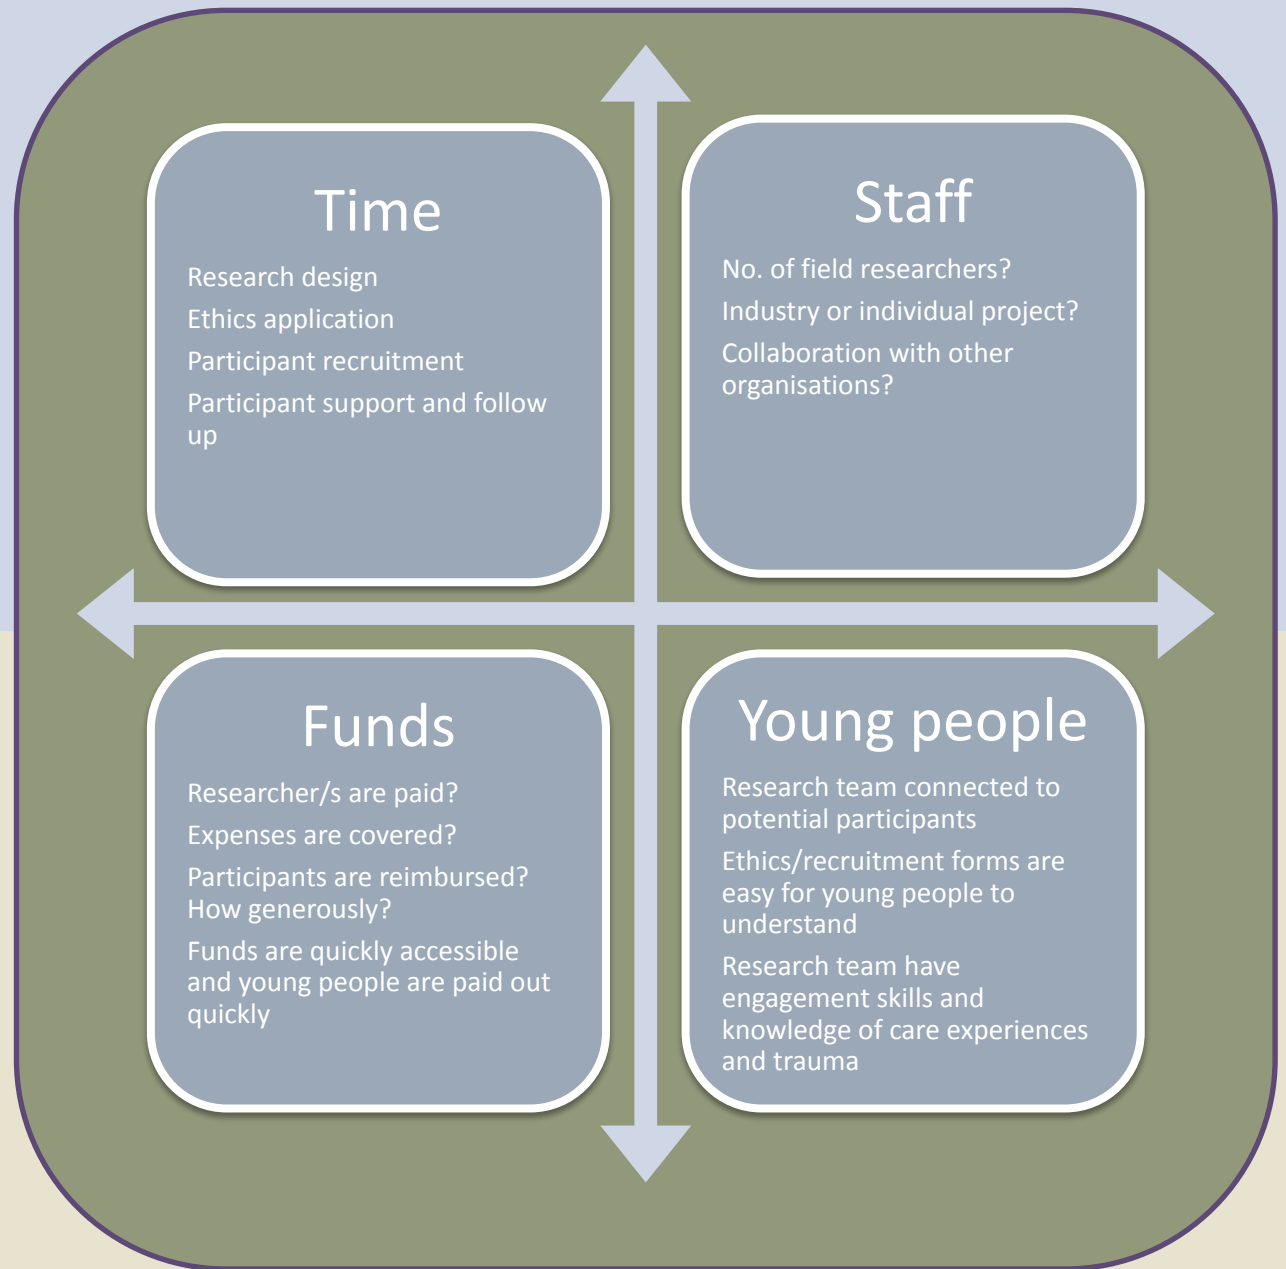 Time
Research design
Ethics application
Participant recruitment
Participant support and follow
up
Staff
No. of field researchers?
Industry or individual project?
Collaboration with other
organisations?
Funds
Researcher/s are paid?
Expenses are covered?
Participants are reimbursed?
How generously?
Funds are quickly accessible
and young people are paid out
quickly
Young people
Research team connected to
potential participants
Ethics/recruitment forms are
easy for young people to
understand
Research team have
engagement skills and
knowledge of care experiences
and trauma